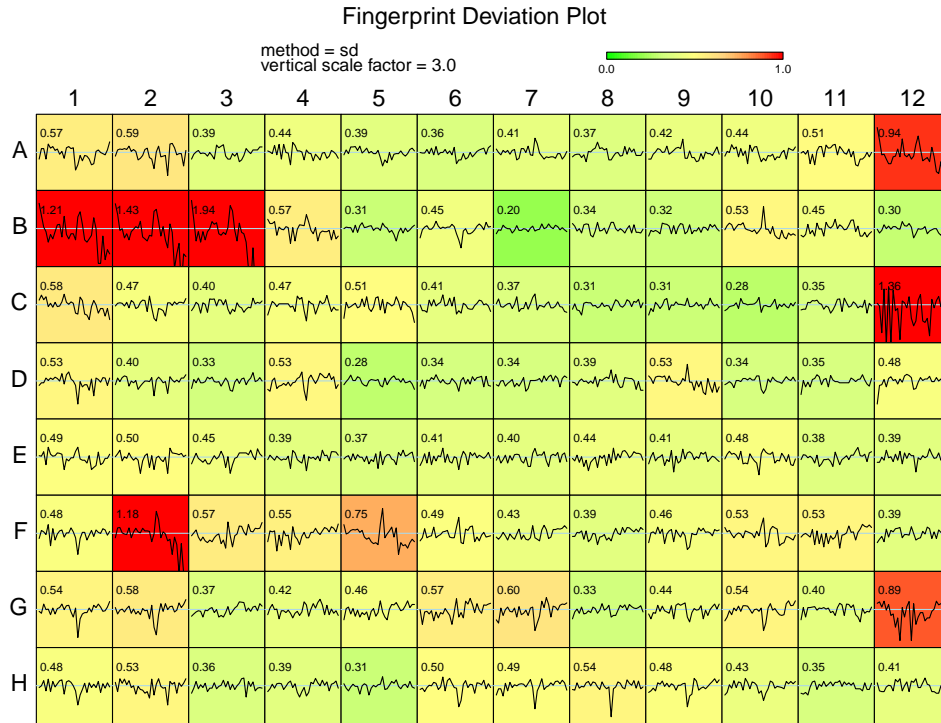 Fingerprint Deviation Plot
method = sd
vertical scale factor = 3.0
0.0 1.0
1 2 3 4 5 6 7 8 9 10 11 12
A 0.57 0.59 0.39 0.44 0.39 0.36 0.41 0.37 0.42 0.44 0.51 0.94
B 1.21 1.43 1.94 0.57 0.31 0.45 0.20 0.34 0.32 0.53 0.45 0.30
C 0.58 0.47 0.40 0.47 0.51 0.41 0.37 0.31 0.31 0.28 0.35 1.36
D 0.53 0.40 0.33 0.53 0.28 0.34 0.34 0.39 0.53 0.34 0.35 0.48
E 0.49 0.50 0.45 0.39 0.37 0.41 0.40 0.44 0.41 0.48 0.38 0.39
F 0.48 1.18 0.57 0.55 0.75 0.49 0.43 0.39 0.46 0.53 0.53 0.39
G 0.54 0.58 0.37 0.42 0.46 0.57 0.60 0.33 0.44 0.54 0.40 0.89
H 0.48 0.53 0.36 0.39 0.31 0.50 0.49 0.54 0.48 0.43 0.35 0.41